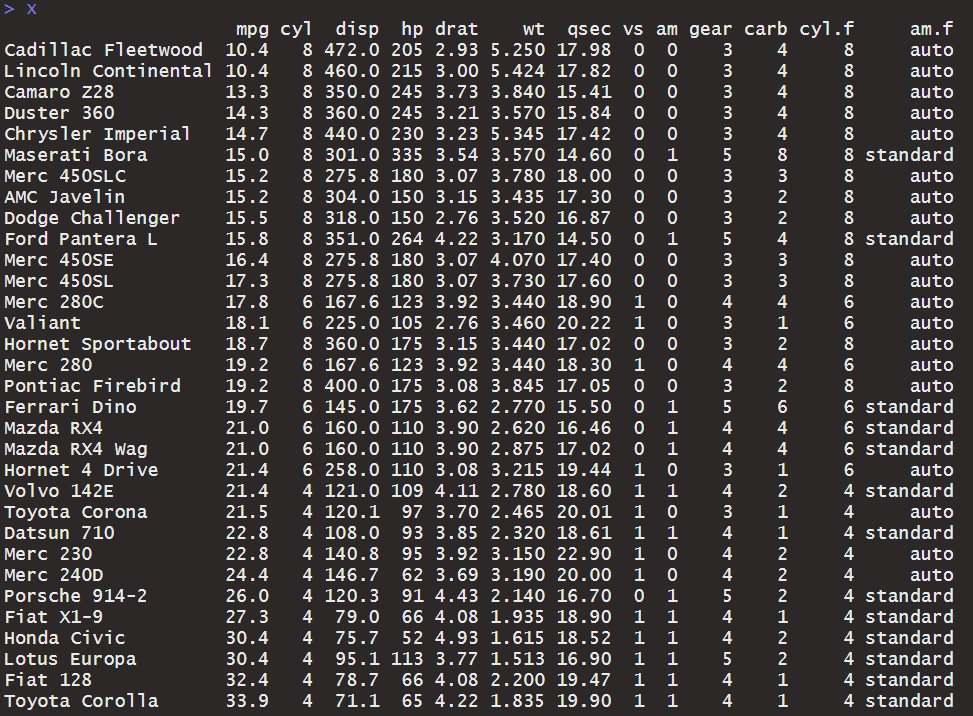 > x
mpg cyl disp hp drat wt qsec vs am gear carb cyl.f am.f
Cadillac Fleetwood 10.4 8 472.0 205 2.93 5.250 17.98 0 0 3 4 8 auto
Lincoln Continental 10.4 8 460.0 215 3.00 5.424 17.82 0 0 3 4 8 auto
Camaro Z28 13.3 8 350.0 245 3.73 3.840 15.41 0 0 3 4 8 auto
Duster 360 14.3 8 360.0 245 3.21 3.570 15.84 0 0 3 4 8 auto
Chrysler Imperial 14.7 8 440.0 230 3.23 5.345 17.42 0 0 3 4 8 auto
Maserati Bora 15.0 8 301.0 335 3.54 3.570 14.60 0 1 5 8 8 standard
Merc 450SLC 15.2 8 275.8 180 3.07 3.780 18.00 0 0 3 3 8 auto
AMC Javelin 15.2 8 304.0 150 3.15 3.435 17.30 0 0 3 2 8 auto
Dodge Challenger 15.5 8 318.0 150 2.76 3.520 16.87 0 0 3 2 8 auto
Ford Pantera L 15.8 8 351.0 264 4.22 3.170 14.50 0 1 5 4 8 standard
Merc 450SE 16.4 8 275.8 180 3.07 4.070 17.40 0 0 3 3 8 auto
Merc 450SL 17.3 8 275.8 180 3.07 3.730 17.60 0 0 3 3 8 auto
Merc 280C 17.8 6 167.6 123 3.92 3.440 18.90 1 0 4 4 6 auto
Valiant 18.1 6 225.0 105 2.76 3.460 20.22 1 0 3 1 6 auto
Hornet Sportabout 18.7 8 360.0 175 3.15 3.440 17.02 0 0 3 2 8 auto
Merc 280 19.2 6 167.6 123 3.92 3.440 18.30 1 0 4 4 6 auto
Pontiac Firebird 19.2 8 400.0 175 3.08 3.845 17.05 0 0 3 2 8 auto
Ferrari Dino 19.7 6 145.0 175 3.62 2.770 15.50 0 1 5 6 6 standard
Mazda RX4 21.0 6 160.0 110 3.90 2.620 16.46 0 1 4 4 6 standard
Mazda RX4 Wag 21.0 6 160.0 110 3.90 2.875 17.02 0 1 4 4 6 standard
Hornet 4 Drive 21.4 6 258.0 110 3.08 3.215 19.44 1 0 3 1 6 auto
Volvo 142E 21.4 4 121.0 109 4.11 2.780 18.60 1 1 4 2 4 standard
Toyota Corona 21.5 4 120.1 97 3.70 2.465 20.01 1 0 3 1 4 auto
Datsun 710 22.8 4 108.0 93 3.85 2.320 18.61 1 1 4 1 4 standard
Merc 230 22.8 4 140.8 95 3.92 3.150 22.90 1 0 4 2 4 auto
Merc 240D 24.4 4 146.7 62 3.69 3.190 20.00 1 0 4 2 4 auto
Porsche 914-2 26.0 4 120.3 91 4.43 2.140 16.70 0 1 5 2 4 standard
Fiat X1-9 27.3 4 79.0 66 4.08 1.935 18.90 1 1 4 1 4 standard
Honda Civic 30.4 4 75.7 52 4.93 1.615 18.52 1 1 4 2 4 standard
Lotus Europa 30.4 4 95.1 113 3.77 1.513 16.90 1 1 5 2 4 standard
Fiat 128 32.4 4 78.7 66 4.08 2.200 19.47 1 1 4 1 4 standard
Toyota Corolla 33.9 4 71.1 65 4.22 1.835 19.90 1 1 4 1 4 standard